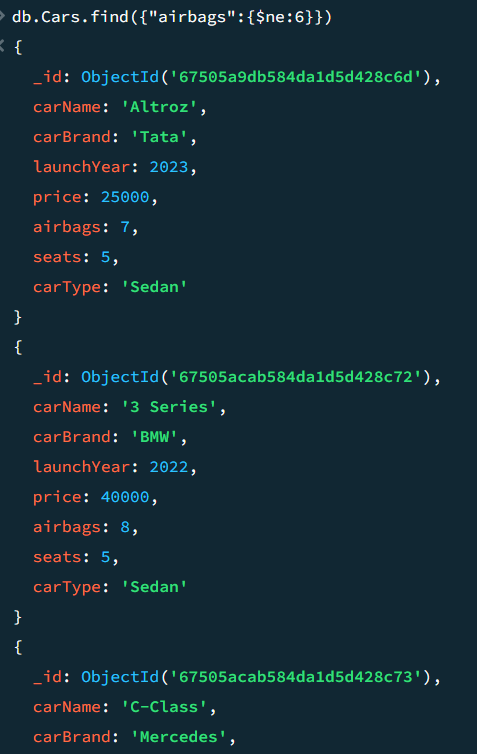 db.Cars.find({"airbags":{$ne:6}})
{
_id: ObjectId('67505a9db584da1d5d428c6d'),
carName: 'Altroz',
carBrand: 'Tata',
launchYear: 2023,
price: 25000,
airbags: 7,
seats: 5,
carType: 'Sedan'
}
{
_id: ObjectId('67505acab584da1d5d428c72'),
carName: '3 Series',
carBrand: 'BMW',
launchYear: 2022,
price: 40000,
airbags: 8,
seats: 5,
carType: 'Sedan'
}
{
_id: ObjectId('67505acab584da1d5d428c73'),
carName: 'C-Class',
carBrand: 'Mercedes',